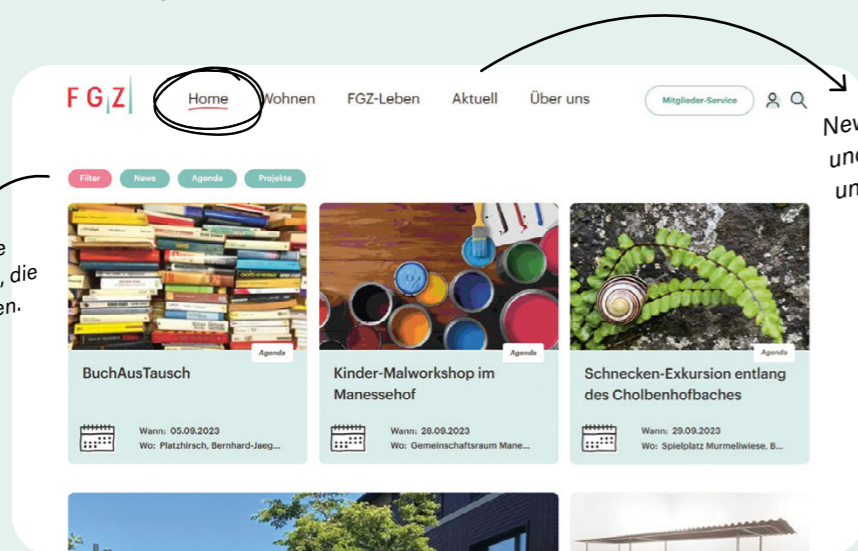 FGZ
Home Wohnen FGZ-Leben Aktuell Über uns Mitglieder-Service
Filter News Agenda Projekte
die
Agenda
BuchAusTausch
Wann: 05.09.2023
Wo: Platzhirsch, Bernhard-Jaeg...
Agenda
Kinder-Malworkshop im
Manessehof
Wann: 28.09.2023
Wo: Gemeinschaftsraum Mane...
Agenda
Schnecken-Exkursion entlang
des Cholbenhofbaches
Wann: 29.09.2023
Wo: Spielplatz Murmeliwiese, B...